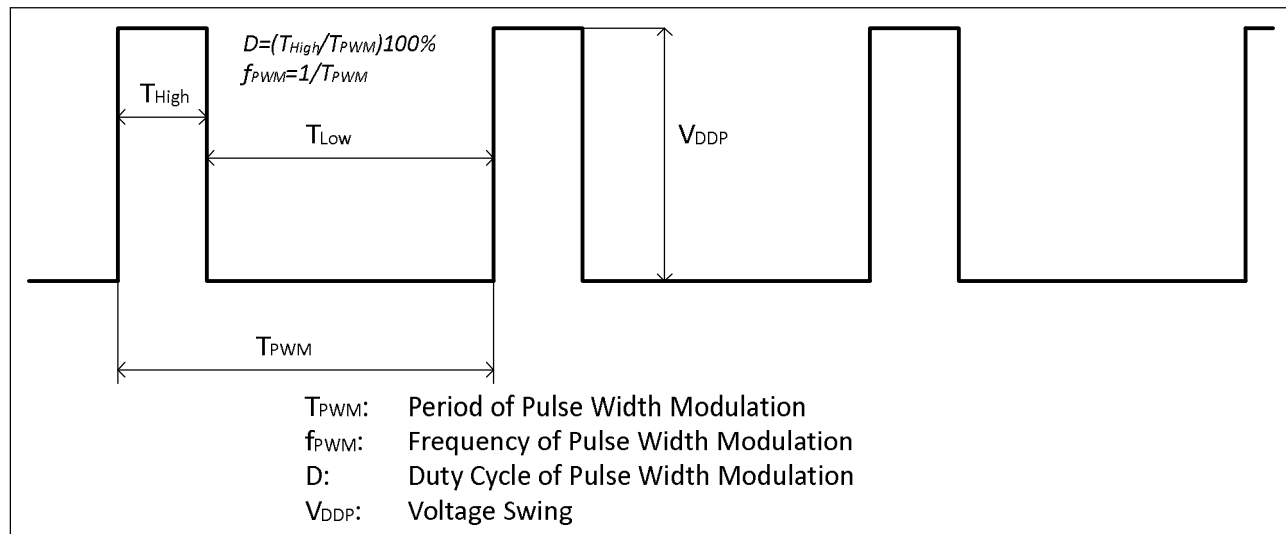 D=(THigh/TPWM)100%
fPWM=1/TPWM
THigh
TLow
VDDP
TPWM
TPWM: Period of Pulse Width Modulation
fPWM: Frequency of Pulse Width Modulation
D: Duty Cycle of Pulse Width Modulation
VDDP: Voltage Swing